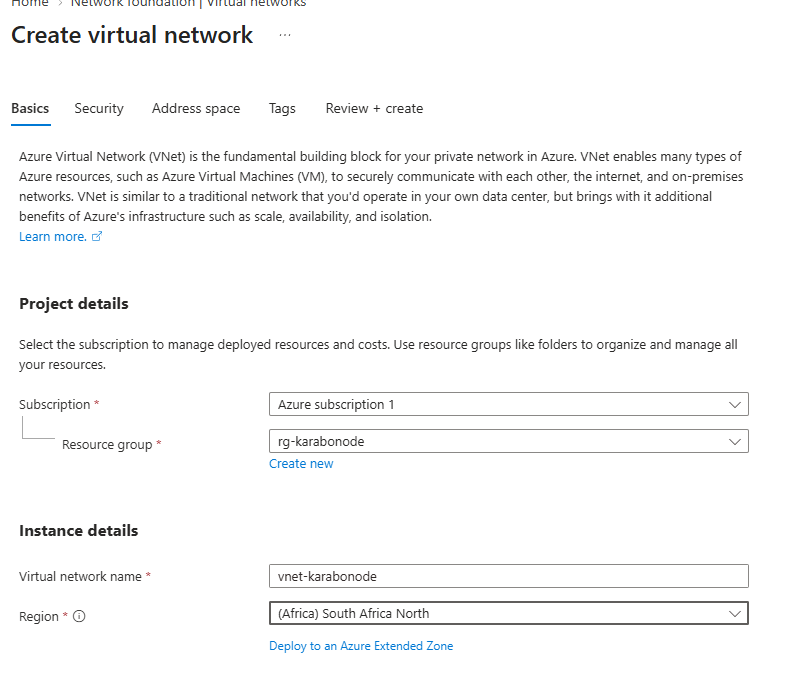 Home > Network foundation | Virtual networks
Create virtual network ...
Basics Security Address space Tags Review + create
Azure Virtual Network (VNet) is the fundamental building block for your private network in Azure. VNet enables many types of
Azure resources, such as Azure Virtual Machines (VM), to securely communicate with each other, the internet, and on-premises
networks. VNet is similar to a traditional network that you'd operate in your own data center, but brings with it additional
benefits of Azure's infrastructure such as scale, availability, and isolation.
Learn more.
Project details
Select the subscription to manage deployed resources and costs. Use resource groups like folders to organize and manage all
your resources.
Subscription * Azure subscription 1
Resource group * rg-karabonode
Create new
Instance details
Virtual network name * vnet-karabonode
Region * (Africa) South Africa North
Deploy to an Azure Extended Zone